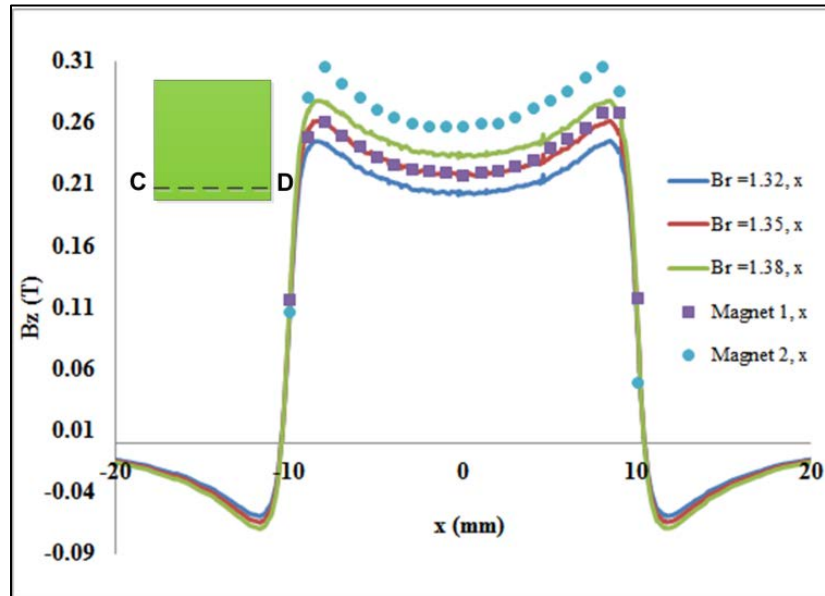 0.31
0.26
0.21
0.16
0.11
0.06
0.01
-0.04
-0.09
Bz (T)
C D
-20 -10 0 10 20
x (mm)
Br =1.32, x
Br =1.35, x
Br =1.38, x
Magnet 1, x
Magnet 2, x